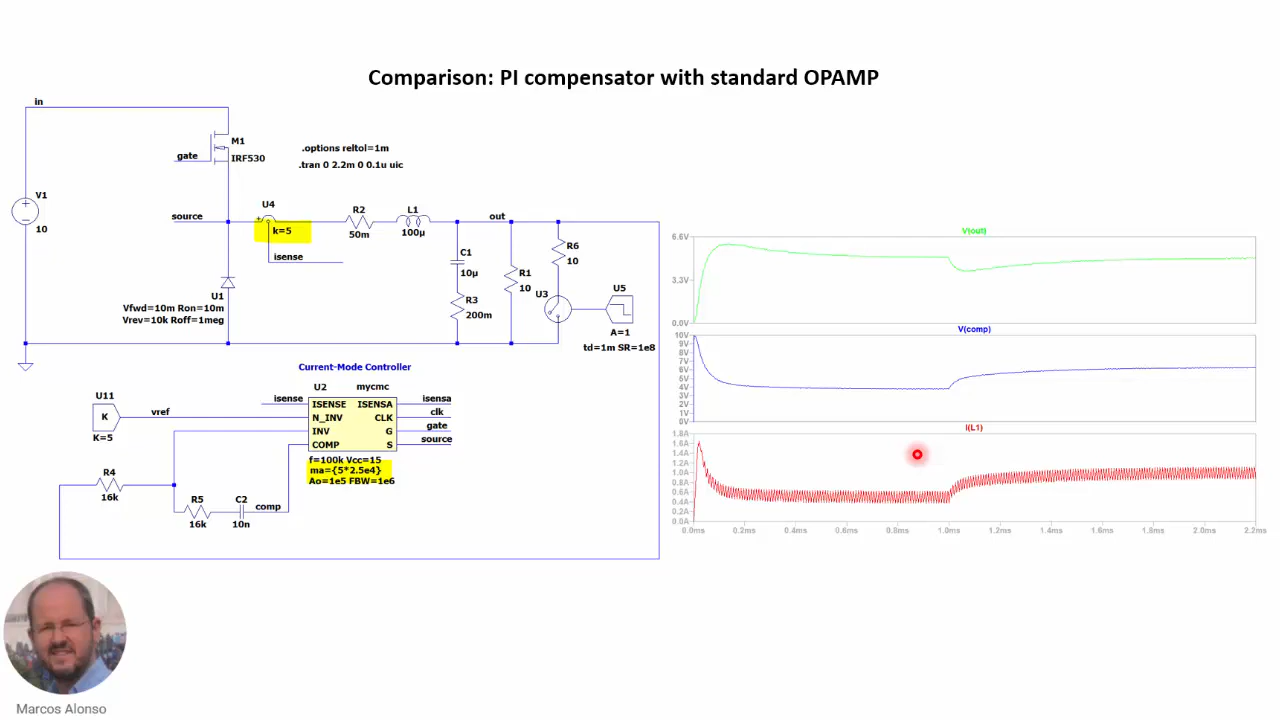 Comparison: PI compensator with standard OPAMP
in
M1
gate
IRF530
.options reltol=1m
.tran 0 2.2m 0 0.1u uic
V1
10
source
U4
k=5
isense
R2
50m
L1
100µ
out
C1
10µ
R3
200m
R1
10
R6
10
U3
U5
A=1
td=1m SR=1e8
U1
Vfwd=10m Ron=10m
Vrev=10k Roff=1meg
Current-Mode Controller
U2 mycmc
isense ISENSE ISENSA isensa
N_INV CLK clk
INV G gate
COMP S source
f=100k Vcc=15
ma={5*2.5e4}
Ao=1e5 FBW=1e6
U11
K
vref
K=5
R4
16k
R5
16k
C2
10n
comp
V(out)
6.6V
3.3V
0.0V
V(comp)
10V
9V
8V
7V
6V
5V
4V
3V
2V
1V
0V
I(L1)
1.8A
1.6A
1.4A
1.2A
1.0A
0.8A
0.6A
0.4A
0.2A
0.0A
0.0ms 0.2ms 0.4ms 0.6ms 0.8ms 1.0ms 1.2ms 1.4ms 1.6ms 1.8ms 2.0ms 2.2ms
Marcos Alonso